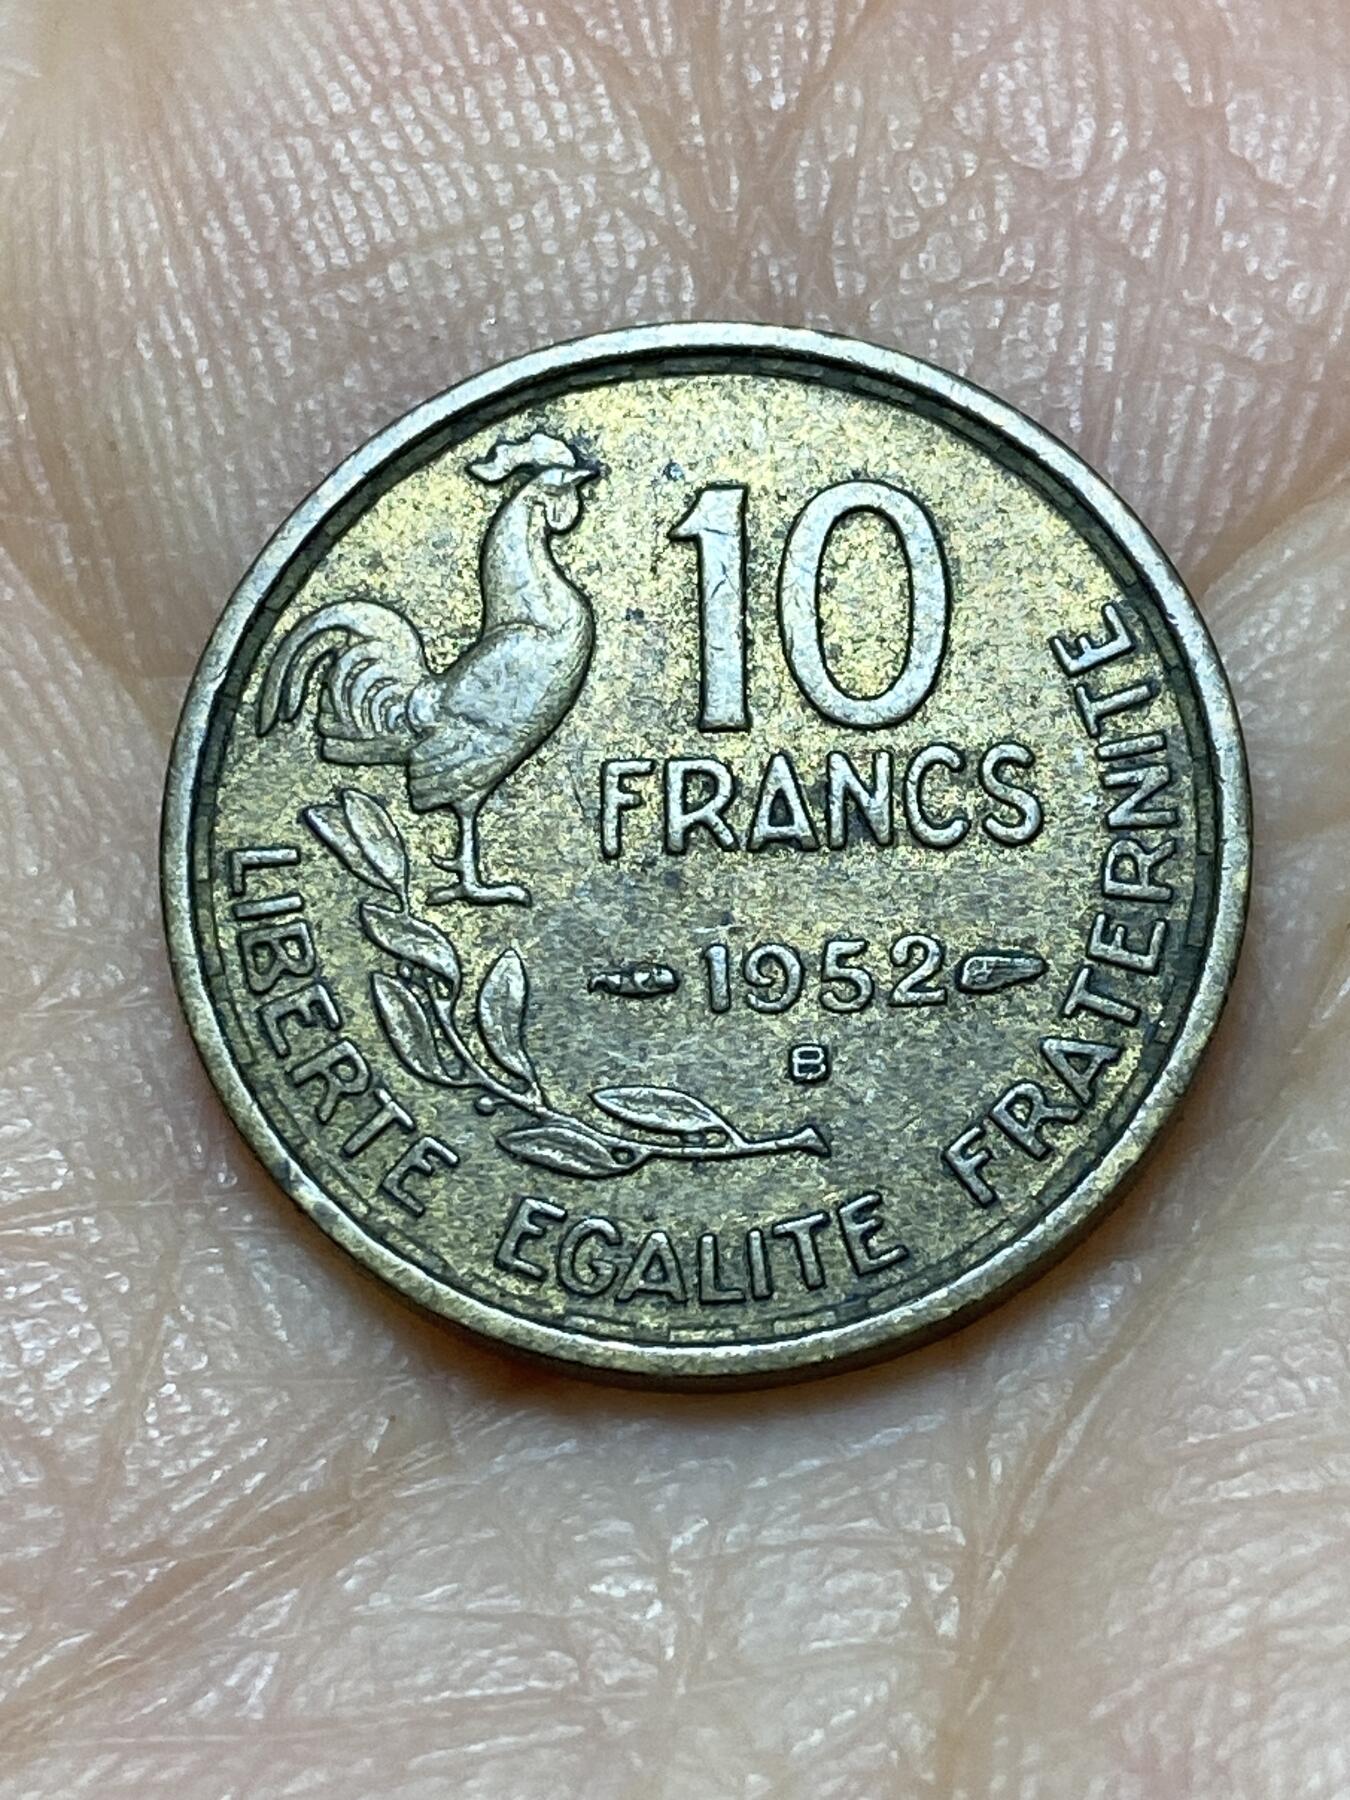 10
FRANCS
1952
B
LIBERTE EGALITE FRATERNITE